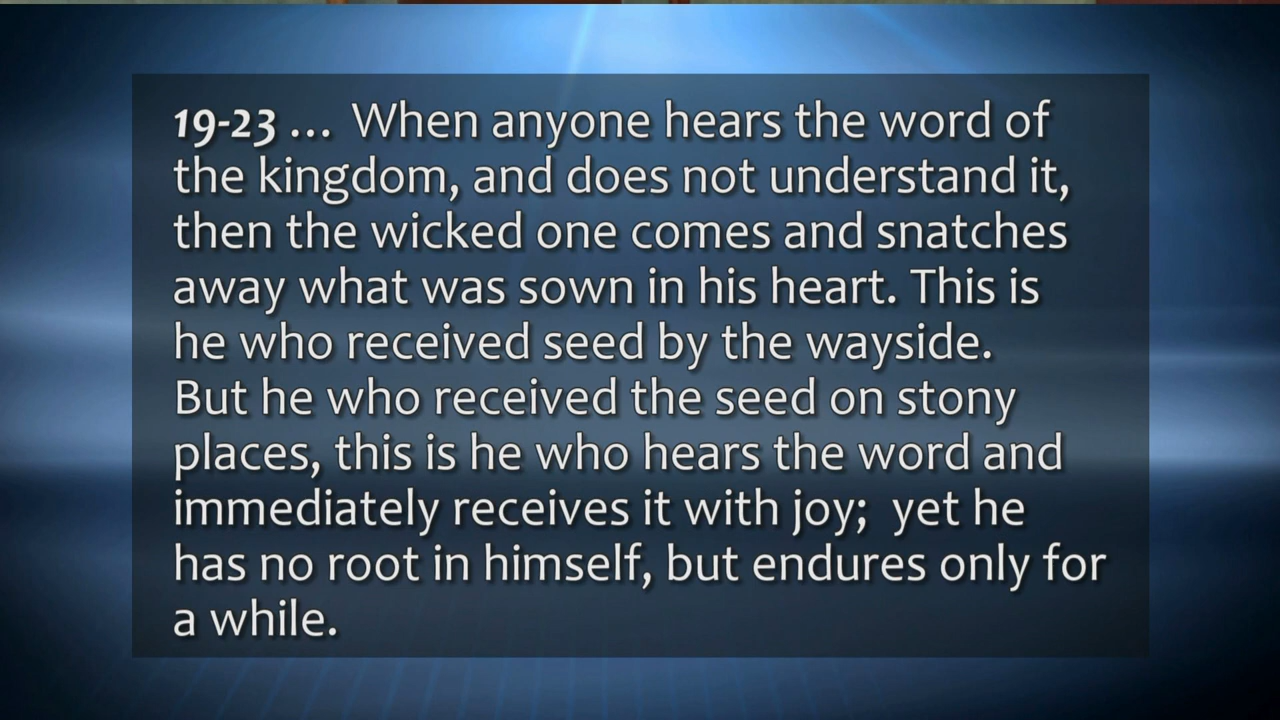 19-23 ... When anyone hears the word of
the kingdom, and does not understand it,
then the wicked one comes and snatches
away what was sown in his heart. This is
he who received seed by the wayside.
But he who received the seed on stony
places, this is he who hears the word and
immediately receives it with joy;  yet he
has no root in himself, but endures only for
a while.